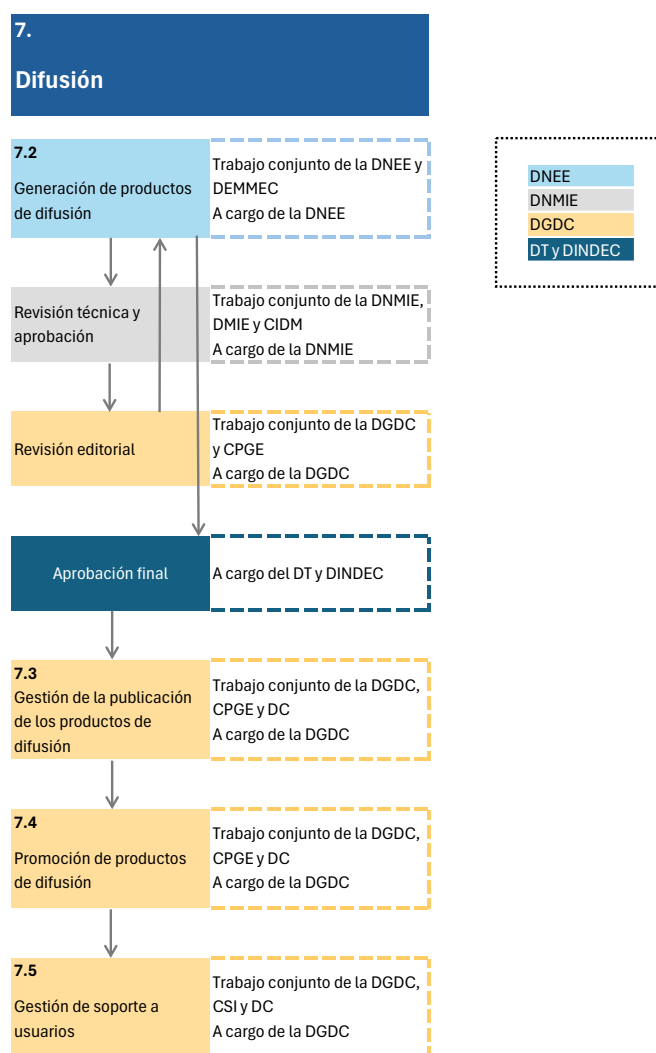 7.
Difusión
7.2
Generación de productos
de difusión
Trabajo conjunto de la DNEE y
DEMMEC
A cargo de la DNEE
DNEE
DNMIE
DGDC
DT y DINDEC
Revisión técnica y
aprobación
Trabajo conjunto de la DNMIE,
DMIE y CIDM
A cargo de la DNMIE
Revisión editorial
Trabajo conjunto de la DGDC
y CPGE
A cargo de la DGDC
Aprobación final
A cargo del DT y DINDEC
7.3
Gestión de la publicación
de los productos de
difusión
Trabajo conjunto de la DGDC,
CPGE y DC
A cargo de la DGDC
7.4
Promoción de productos
de difusión
Trabajo conjunto de la DGDC,
CPGE y DC
A cargo de la DGDC
7.5
Gestión de soporte a
usuarios
Trabajo conjunto de la DGDC,
CSI y DC
A cargo de la DGDC